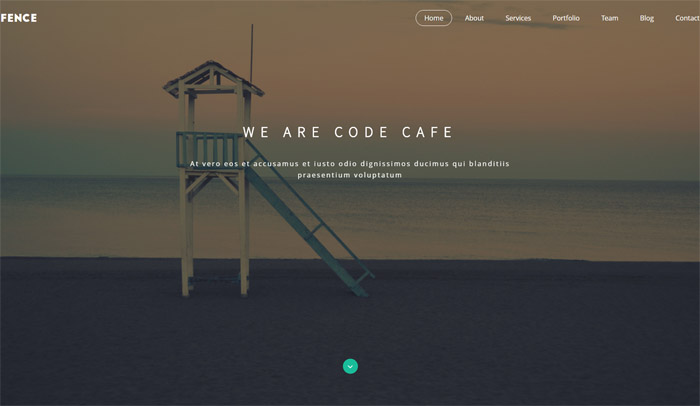 FENCE
Home About Services Portfolio Team Blog Contact
WE ARE CODE CAFE
At vero eos et accusamus et iusto odio dignissimos ducimus qui blanditiis
praesentium voluptatum